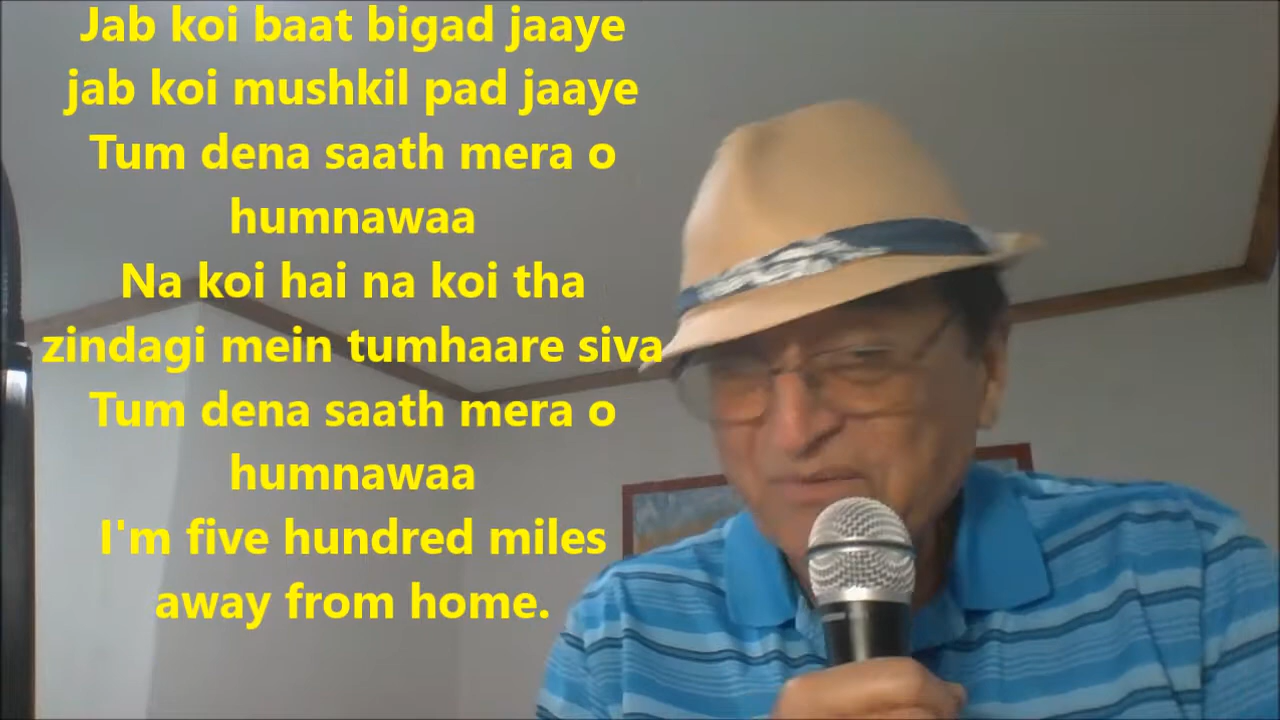 Jab koi baat bigad jaaye
jab koi mushkil pad jaaye
Tum dena saath mera o
humnawaa
Na koi hai na koi tha
zindagi mein tumhaare siva
Tum dena saath mera o
humnawaa
I'm five hundred miles
away from home.